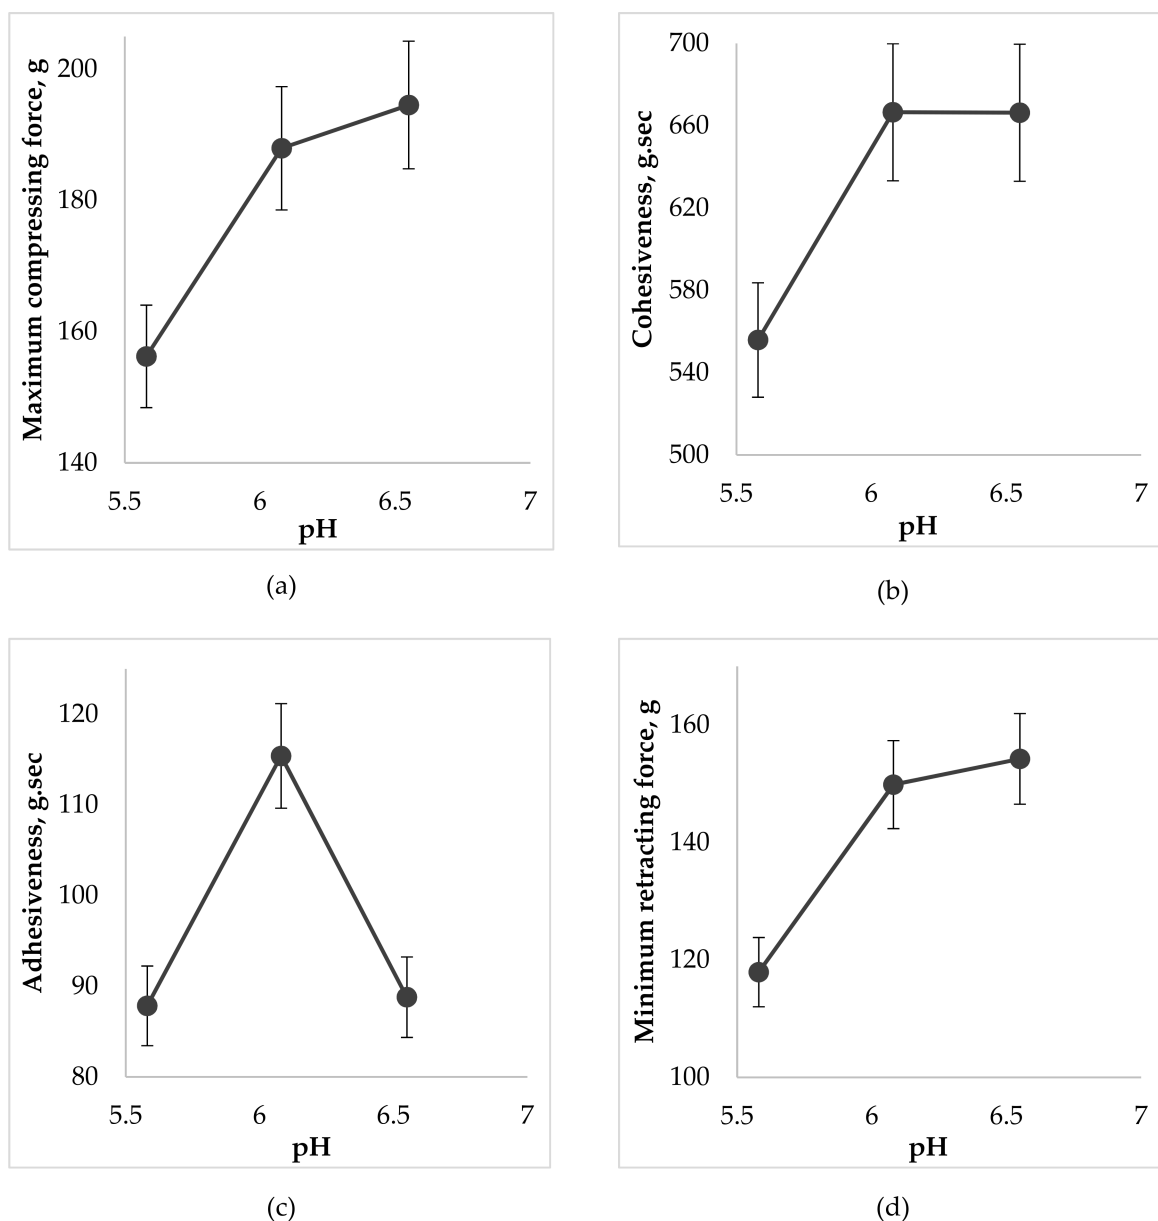 Maximum compressing force, g
200
180
160
140
5.5 6 6.5 7
pH
(a)
Cohesiveness, g.sec
700
660
620
580
540
500
5.5 6 6.5 7
pH
(b)
Adhesiveness, g.sec
120
110
100
90
80
5.5 6 6.5 7
pH
(c)
Minimum retracting force, g
160
140
120
100
5.5 6 6.5 7
pH
(d)